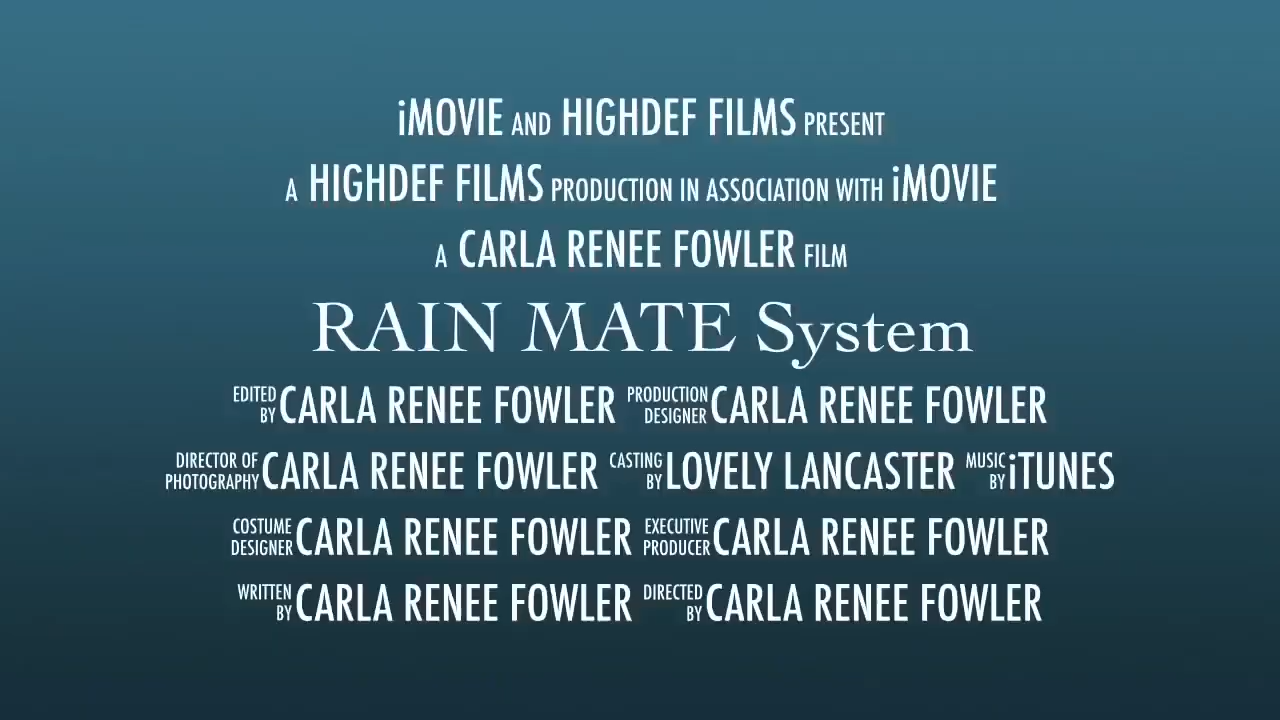 iMOVIE AND HIGHDEF FILMS PRESENT
A HIGHDEF FILMS PRODUCTION IN ASSOCIATION WITH iMOVIE
A CARLA RENEE FOWLER FILM
RAIN MATE System
EDITED BY CARLA RENEE FOWLER PRODUCTION DESIGNER CARLA RENEE FOWLER
DIRECTOR OF PHOTOGRAPHY CARLA RENEE FOWLER CASTING BY LOVELY LANCASTER MUSIC BY iTUNES
COSTUME DESIGNER CARLA RENEE FOWLER EXECUTIVE PRODUCER CARLA RENEE FOWLER
WRITTEN BY CARLA RENEE FOWLER DIRECTED BY CARLA RENEE FOWLER